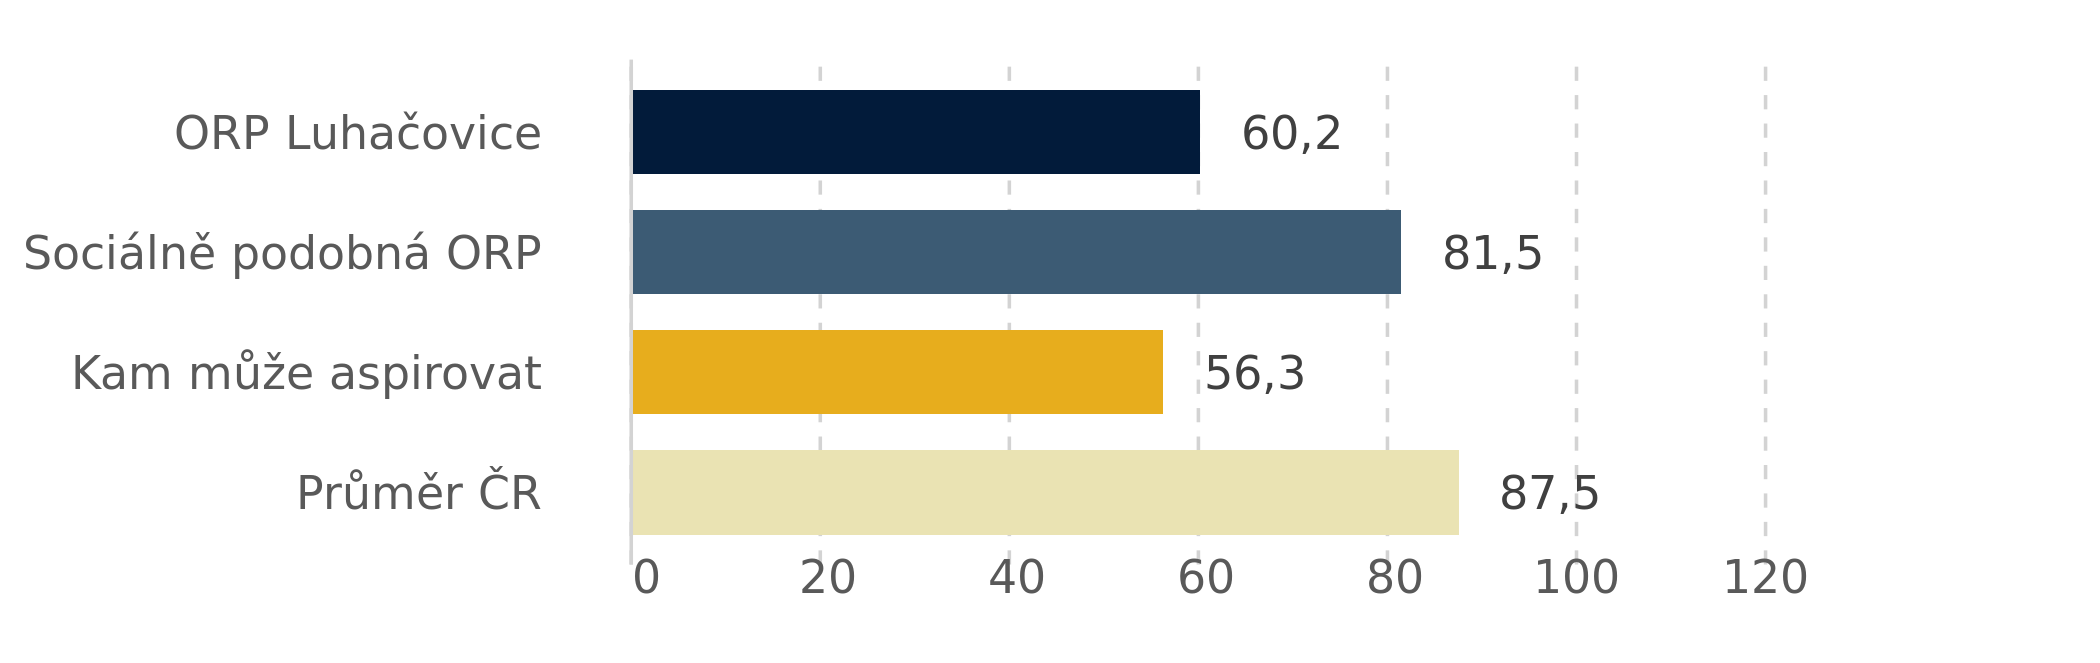 ORP Luhačovice 60,2
Sociálně podobná ORP 81,5
Kam může aspirovat 56,3
Průměr ČR 87,5
0 20 40 60 80 100 120